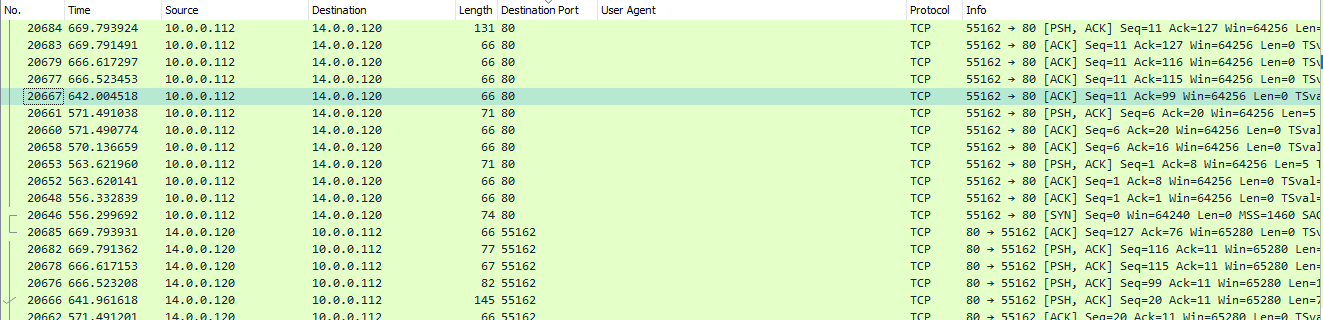 No. Time Source Destination Length Destination Port User Agent Protocol Info
20684 669.793924 10.0.0.112 14.0.0.120 131 80 TCP 55162 → 80 [PSH, ACK] Seq=11 Ack=127 Win=64256 Len=
20683 669.791491 10.0.0.112 14.0.0.120 66 80 TCP 55162 → 80 [ACK] Seq=11 Ack=127 Win=64256 Len=0 TSv
20679 666.617297 10.0.0.112 14.0.0.120 66 80 TCP 55162 → 80 [ACK] Seq=11 Ack=116 Win=64256 Len=0 TSv
20677 666.523453 10.0.0.112 14.0.0.120 66 80 TCP 55162 → 80 [ACK] Seq=11 Ack=115 Win=64256 Len=0 TSv
20667 642.004518 10.0.0.112 14.0.0.120 66 80 TCP 55162 → 80 [ACK] Seq=11 Ack=99 Win=64256 Len=0 TSva
20661 571.491038 10.0.0.112 14.0.0.120 71 80 TCP 55162 → 80 [PSH, ACK] Seq=6 Ack=20 Win=64256 Len=5
20660 571.490774 10.0.0.112 14.0.0.120 66 80 TCP 55162 → 80 [ACK] Seq=6 Ack=20 Win=64256 Len=0 TSval
20658 570.136659 10.0.0.112 14.0.0.120 66 80 TCP 55162 → 80 [ACK] Seq=6 Ack=16 Win=64256 Len=0 TSval
20653 563.621960 10.0.0.112 14.0.0.120 71 80 TCP 55162 → 80 [PSH, ACK] Seq=1 Ack=8 Win=64256 Len=5 T
20652 563.620141 10.0.0.112 14.0.0.120 66 80 TCP 55162 → 80 [ACK] Seq=1 Ack=8 Win=64256 Len=0 TSval=
20648 556.332839 10.0.0.112 14.0.0.120 66 80 TCP 55162 → 80 [ACK] Seq=1 Ack=1 Win=64256 Len=0 TSval=
20646 556.299692 10.0.0.112 14.0.0.120 74 80 TCP 55162 → 80 [SYN] Seq=0 Win=64240 Len=0 MSS=1460 SAC
20685 669.793931 14.0.0.120 10.0.0.112 66 55162 TCP 80 → 55162 [ACK] Seq=127 Ack=76 Win=65280 Len=0 TSv
20682 669.791362 14.0.0.120 10.0.0.112 77 55162 TCP 80 → 55162 [PSH, ACK] Seq=116 Ack=11 Win=65280 Len=
20678 666.617153 14.0.0.120 10.0.0.112 67 55162 TCP 80 → 55162 [PSH, ACK] Seq=115 Ack=11 Win=65280 Len=
20676 666.523208 14.0.0.120 10.0.0.112 82 55162 TCP 80 → 55162 [PSH, ACK] Seq=99 Ack=11 Win=65280 Len=1
20666 641.961618 14.0.0.120 10.0.0.112 145 55162 TCP 80 → 55162 [PSH, ACK] Seq=20 Ack=11 Win=65280 Len=7
20662 571.491201 14.0.0.120 10.0.0.112 66 55162 TCP 80 → 55162 [ACK] Seq=20 Ack=11 Win=65280 Len=0 TSva